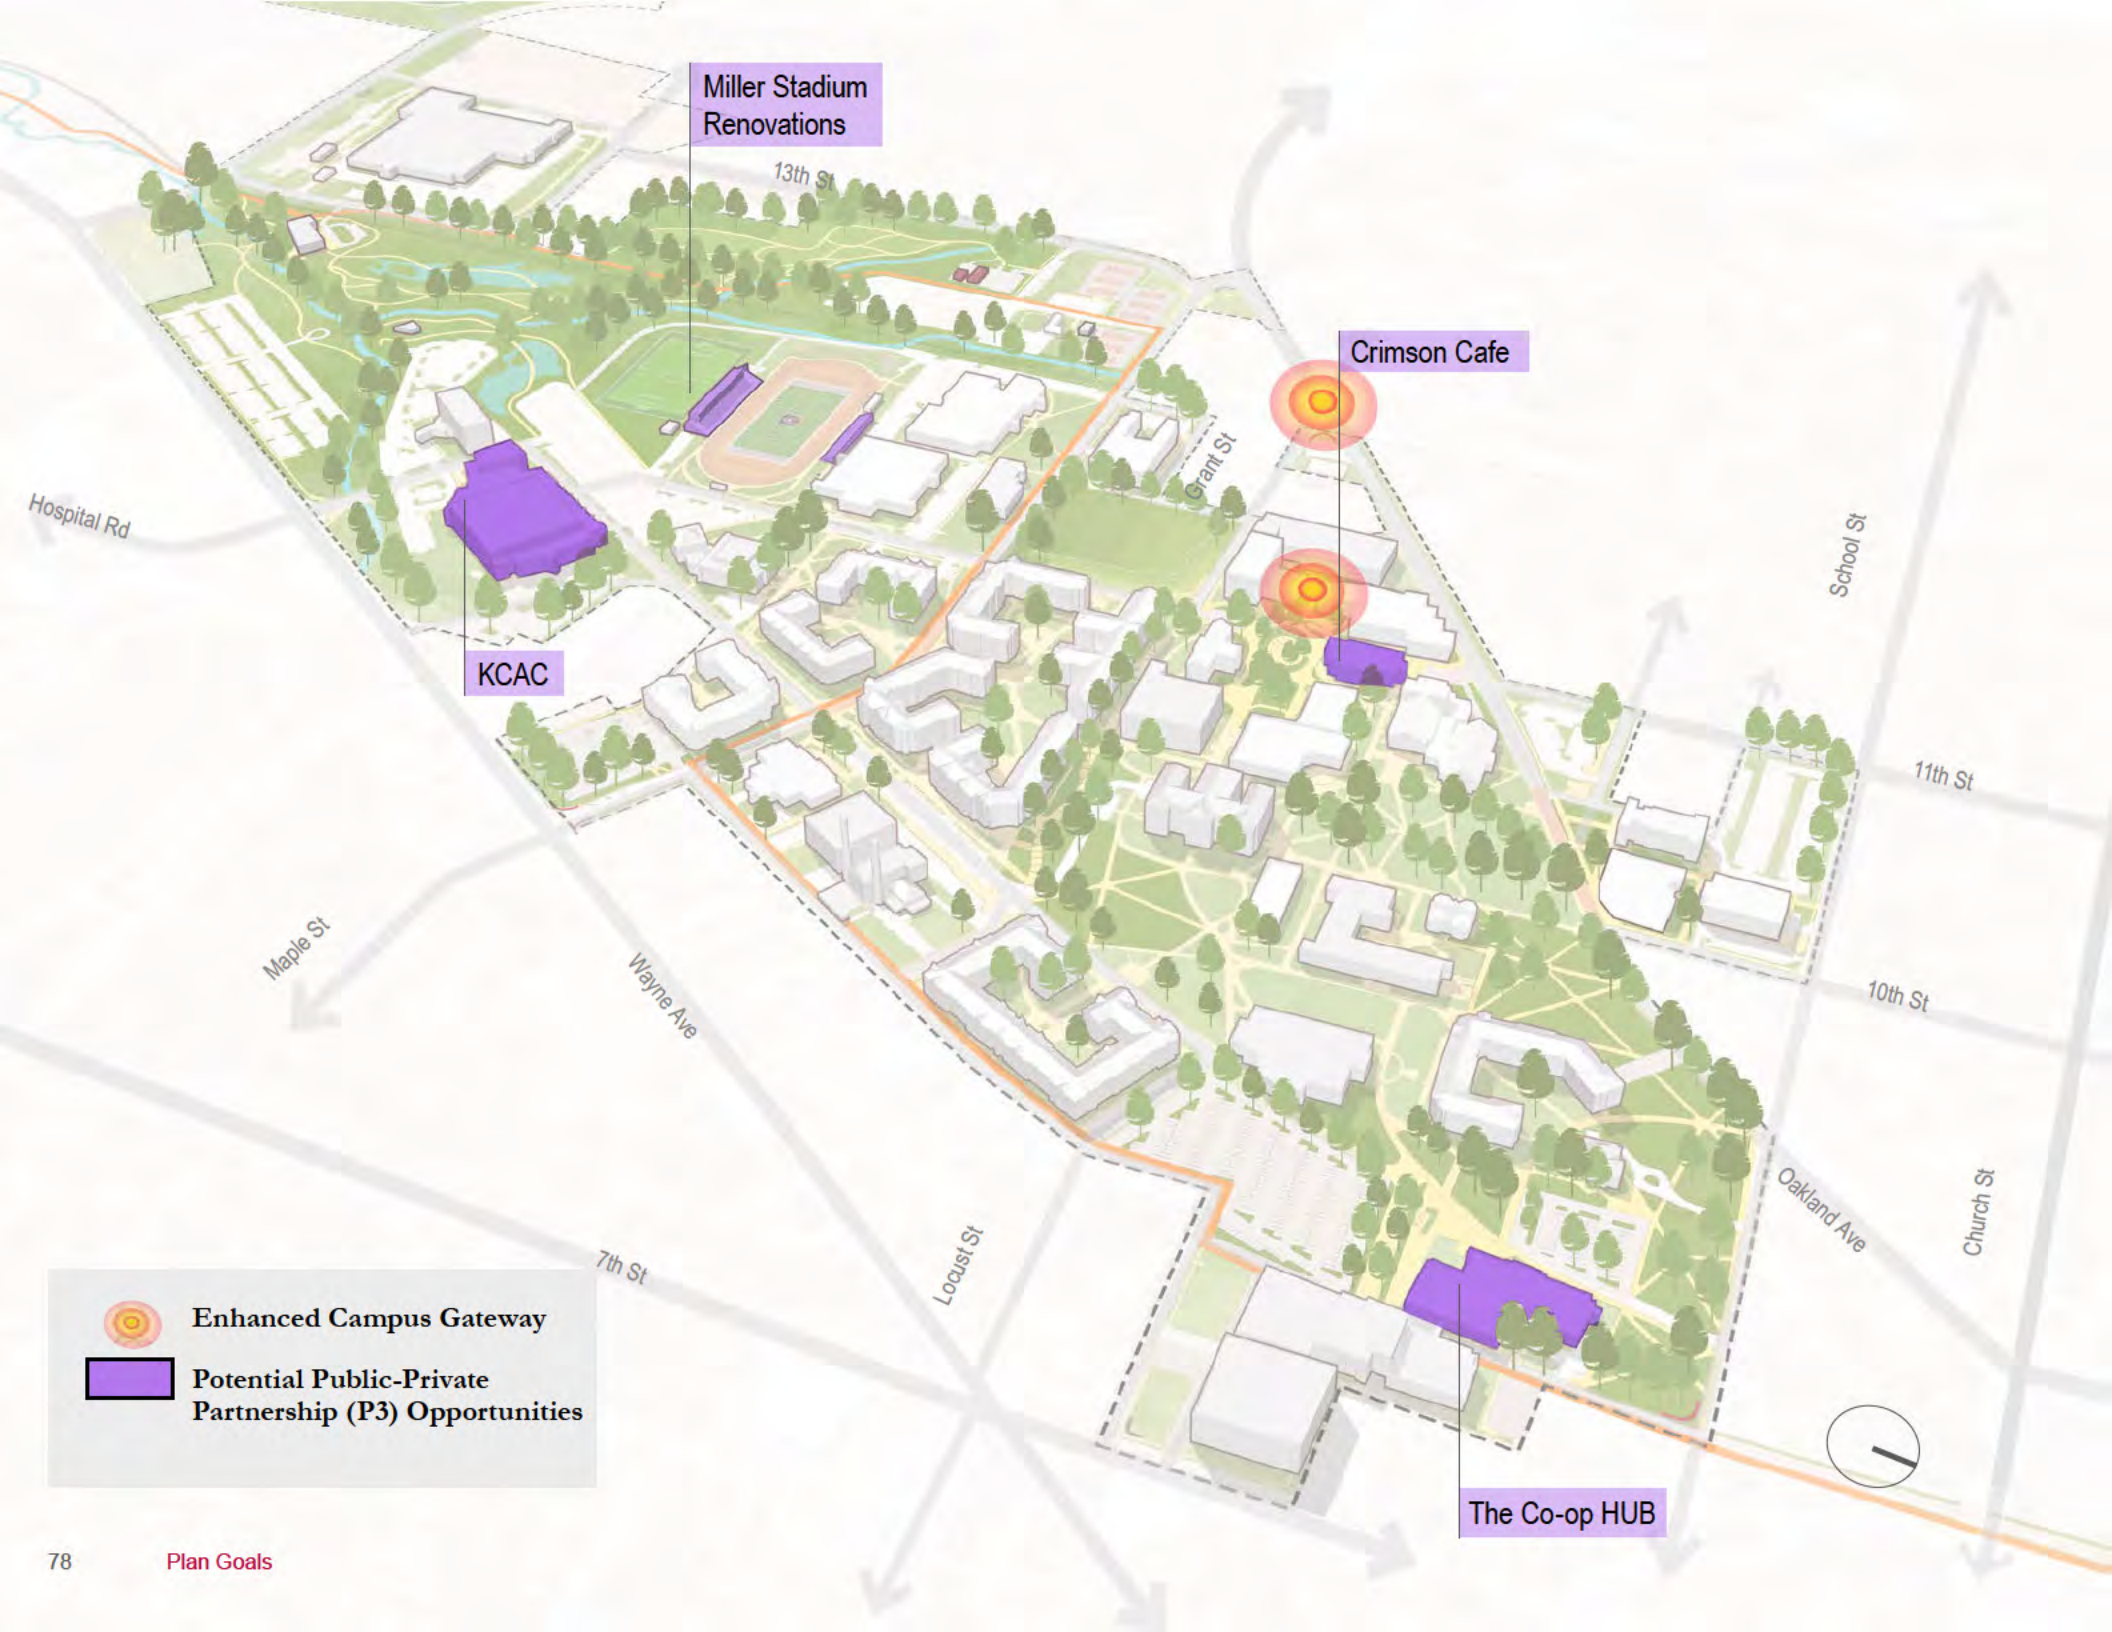 Miller Stadium
Renovations
13th St
Crimson Cafe
Grant St
Hospital Rd
School St
KCAC
11th St
Maple St
Wayne Ave
10th St
Oakland Ave
Church St
Locust St
7th St
Enhanced Campus Gateway
Potential Public-Private
Partnership (P3) Opportunities
The Co-op HUB
78
Plan Goals